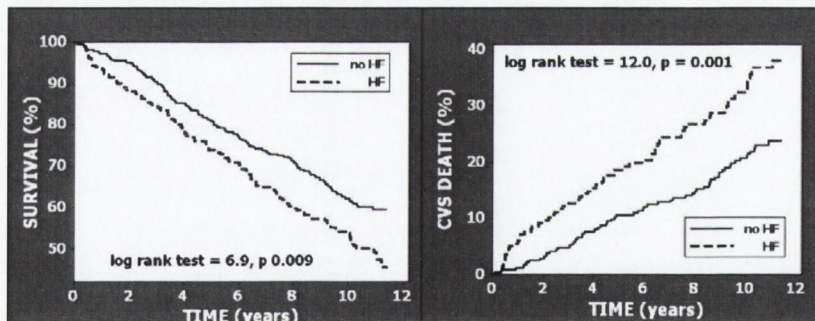 100
90
80
70
60
50
SURVIVAL (%)
no HF
HF
log rank test = 6.9, p 0.009
0 2 4 6 8 10 12
TIME (years)
40
30
20
10
0
CVS DEATH (%)
log rank test = 12.0, p = 0.001
no HF
HF
0 2 4 6 8 10 12
TIME (years)